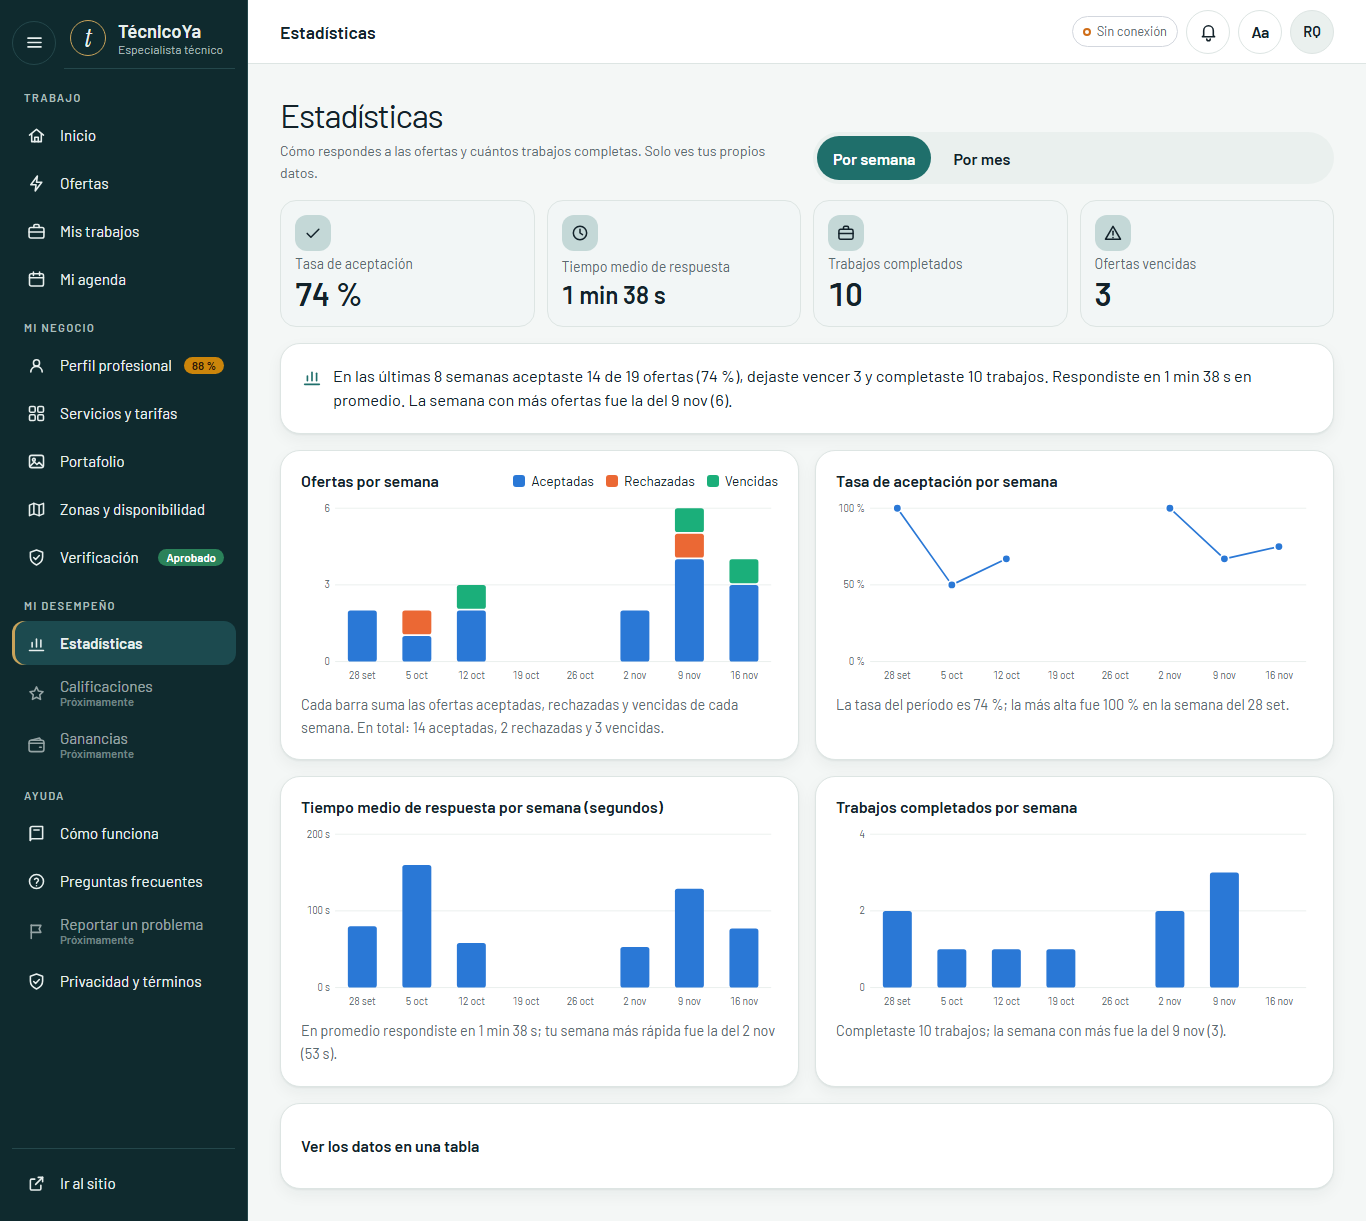 TécnicoYa
Especialista técnico
TRABAJO
Inicio
Ofertas
Mis trabajos
Mi agenda
MI NEGOCIO
Perfil profesional 88 %
Servicios y tarifas
Portafolio
Zonas y disponibilidad
Verificación Aprobado
MI DESEMPEÑO
Estadísticas
Calificaciones
Próximamente
Ganancias
Próximamente
AYUDA
Cómo funciona
Preguntas frecuentes
Reportar un problema
Próximamente
Privacidad y términos
Ir al sitio
Estadísticas
Sin conexión
Aa
RQ
Estadísticas
Cómo respondes a las ofertas y cuántos trabajos completas. Solo ves tus propios
datos.
Por semana Por mes
Tasa de aceptación
74 %
Tiempo medio de respuesta
1 min 38 s
Trabajos completados
10
Ofertas vencidas
3
En las últimas 8 semanas aceptaste 14 de 19 ofertas (74 %), dejaste vencer 3 y completaste 10 trabajos. Respondiste en 1 min 38 s en
promedio. La semana con más ofertas fue la del 9 nov (6).
Ofertas por semana
Aceptadas Rechazadas Vencidas
6
3
0
28 set 5 oct 12 oct 19 oct 26 oct 2 nov 9 nov 16 nov
Cada barra suma las ofertas aceptadas, rechazadas y vencidas de cada
semana. En total: 14 aceptadas, 2 rechazadas y 3 vencidas.
Tasa de aceptación por semana
100 %
50 %
0 %
28 set 5 oct 12 oct 19 oct 26 oct 2 nov 9 nov 16 nov
La tasa del período es 74 %; la más alta fue 100 % en la semana del 28 set.
Tiempo medio de respuesta por semana (segundos)
200 s
100 s
0 s
28 set 5 oct 12 oct 19 oct 26 oct 2 nov 9 nov 16 nov
En promedio respondiste en 1 min 38 s; tu semana más rápida fue la del 2 nov
(53 s).
Trabajos completados por semana
4
2
0
28 set 5 oct 12 oct 19 oct 26 oct 2 nov 9 nov 16 nov
Completaste 10 trabajos; la semana con más fue la del 9 nov (3).
Ver los datos en una tabla